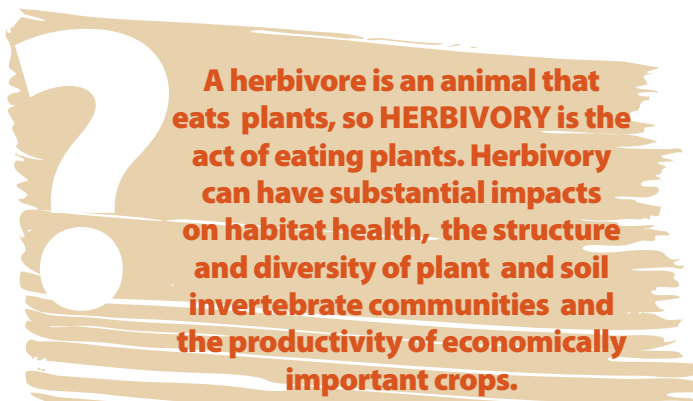 ?
A herbivore is an animal that
eats plants, so HERBIVORY is the
act of eating plants. Herbivory
can have substantial impacts
on habitat health, the structure
and diversity of plant and soil
invertebrate communities and
the productivity of economically
important crops.